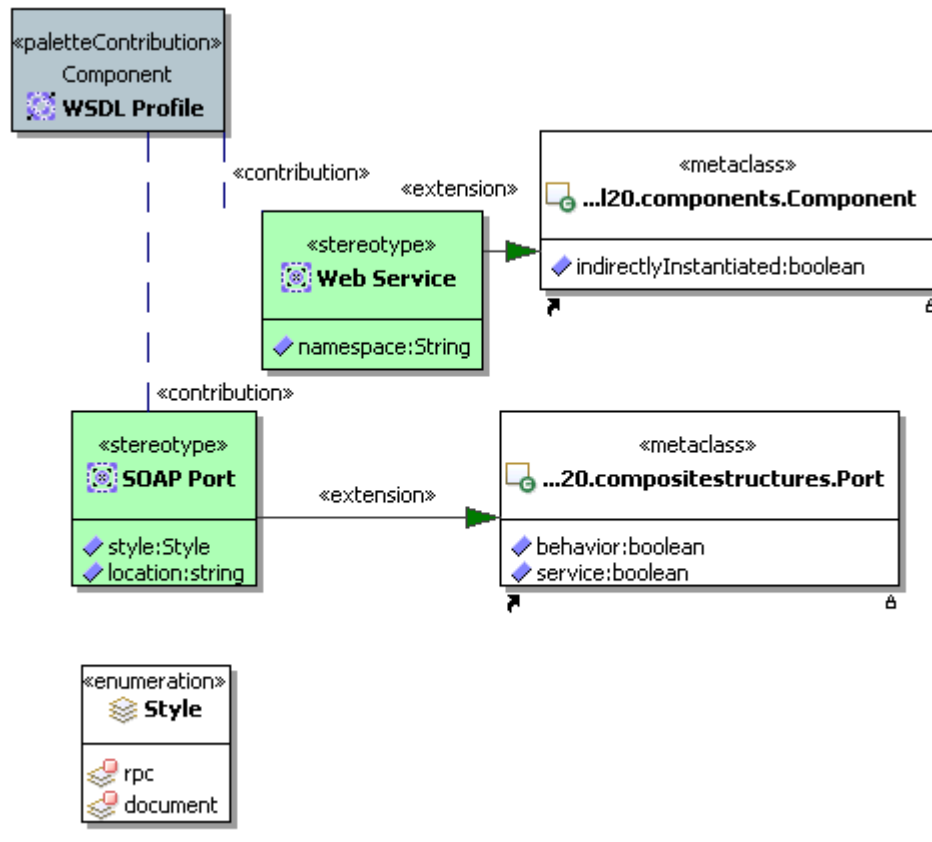 «paletteContribution»
Component
WSDL Profile
«contribution»
«extension»
«metaclass»
...l20.components.Component
indirectlyInstantiated:boolean
«stereotype»
Web Service
namespace:String
«contribution»
«stereotype»
SOAP Port
style:Style
location:string
«extension»
«metaclass»
...20.compositestructures.Port
behavior:boolean
service:boolean
«enumeration»
Style
rpc
document